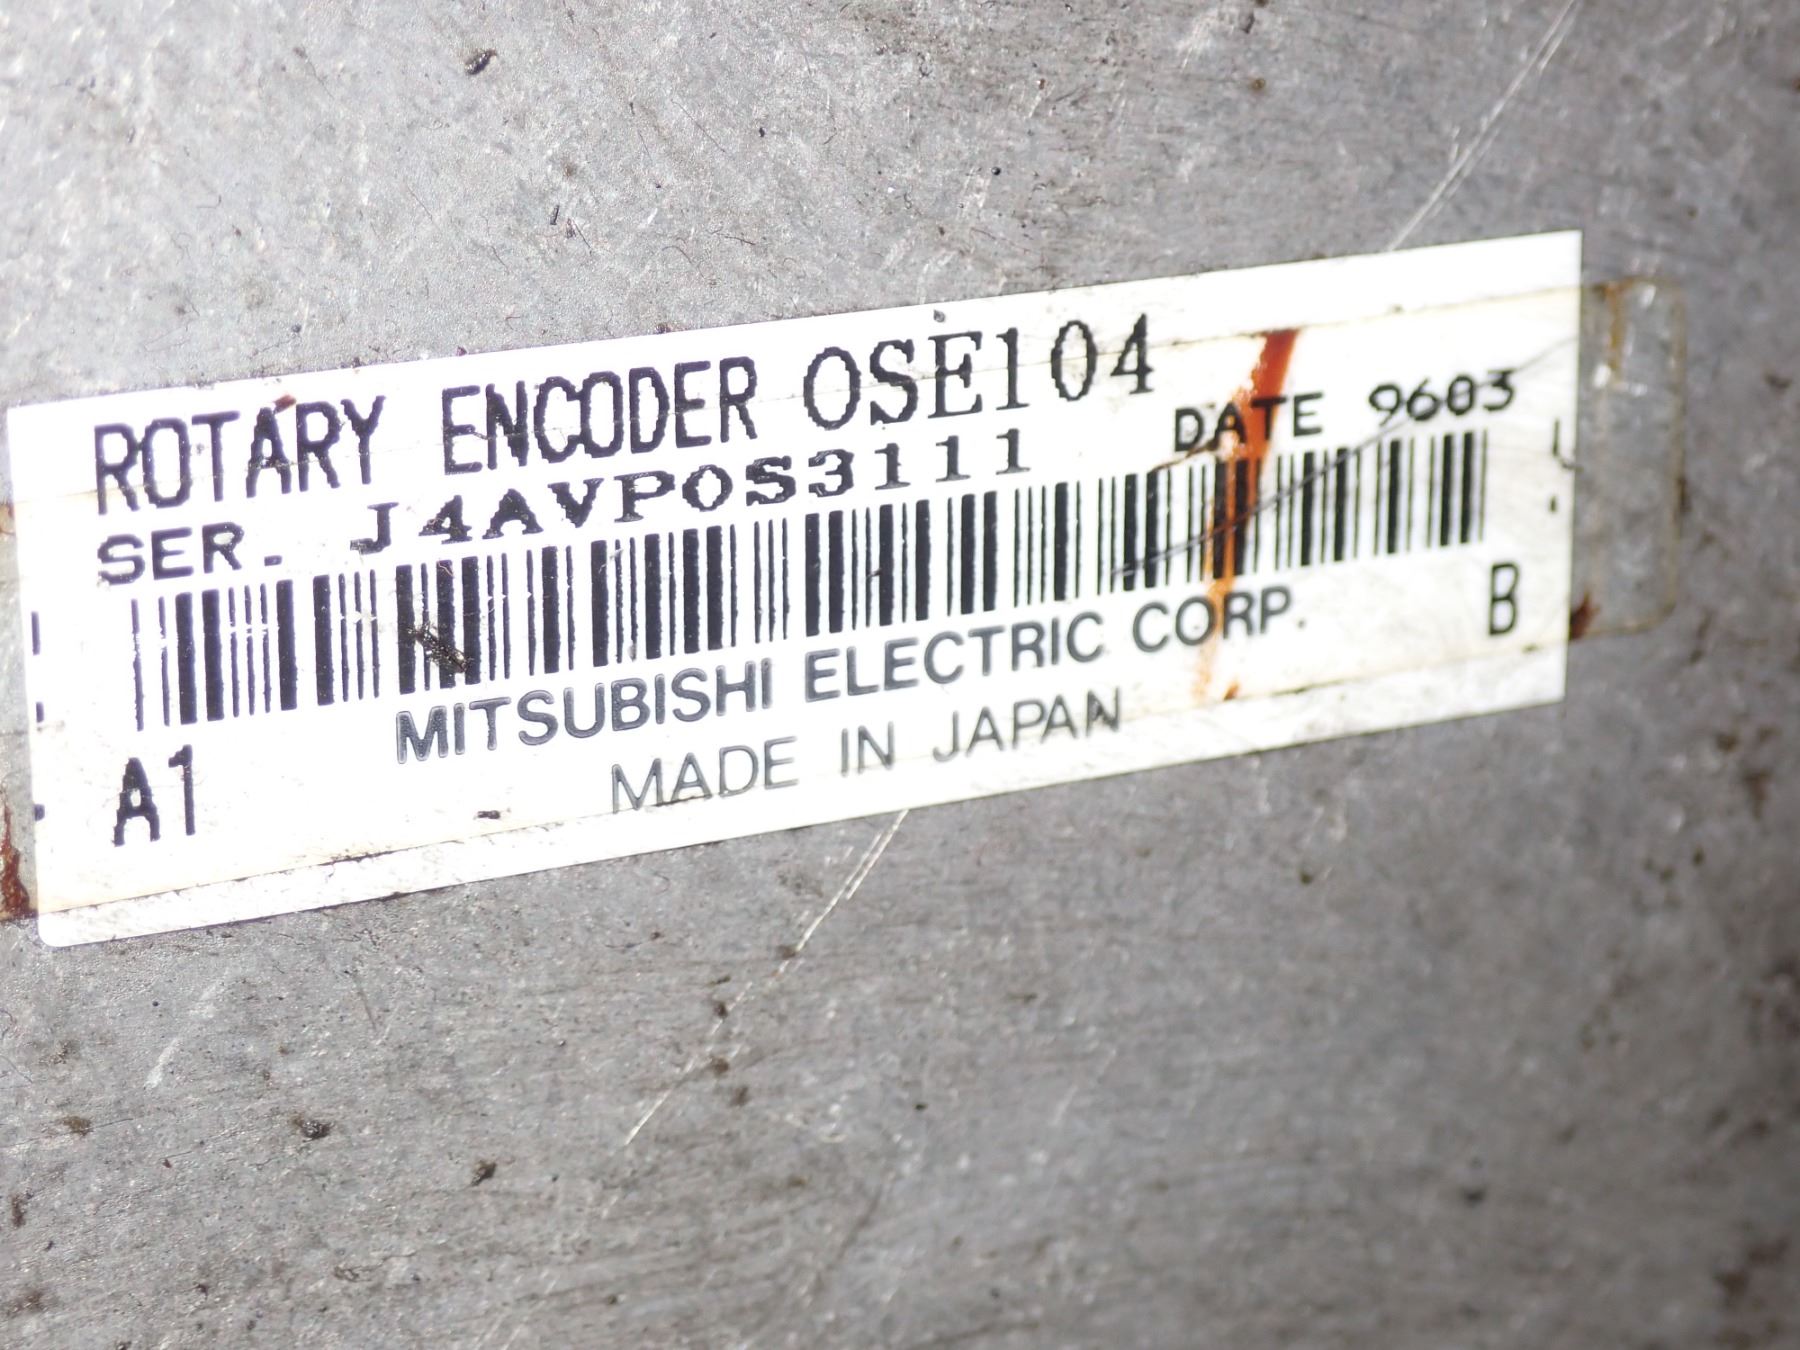 ROTARY ENCODER OSE104
SER. J4AVP0S3111 DATE 9603
MITSUBISHI ELECTRIC CORP.
A1 B
MADE IN JAPAN